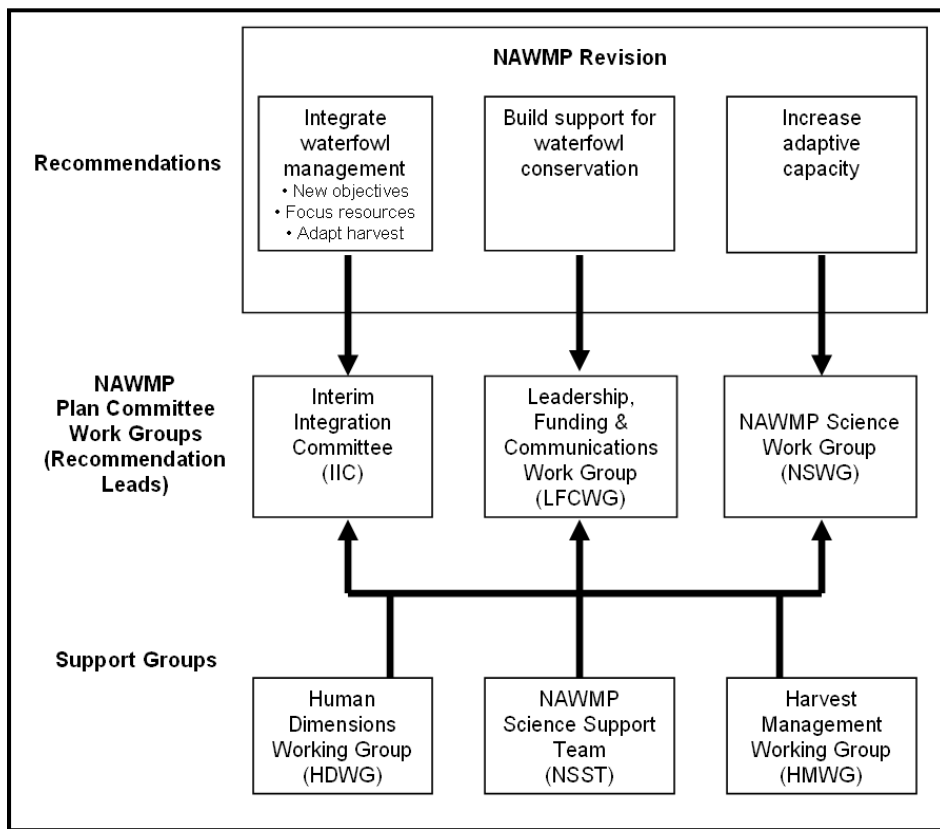 NAWMP Revision
Recommendations
Integrate
waterfowl
management
• New objectives
• Focus resources
• Adapt harvest
Build support for
waterfowl
conservation
Increase
adaptive
capacity
NAWMP
Plan Committee
Work Groups
(Recommendation
Leads)
Interim
Integration
Committee
(IIC)
Leadership,
Funding &
Communications
Work Group
(LFCWG)
NAWMP Science
Work Group
(NSWG)
Support Groups
Human
Dimensions
Working Group
(HDWG)
NAWMP
Science Support
Team
(NSST)
Harvest
Management
Working Group
(HMWG)